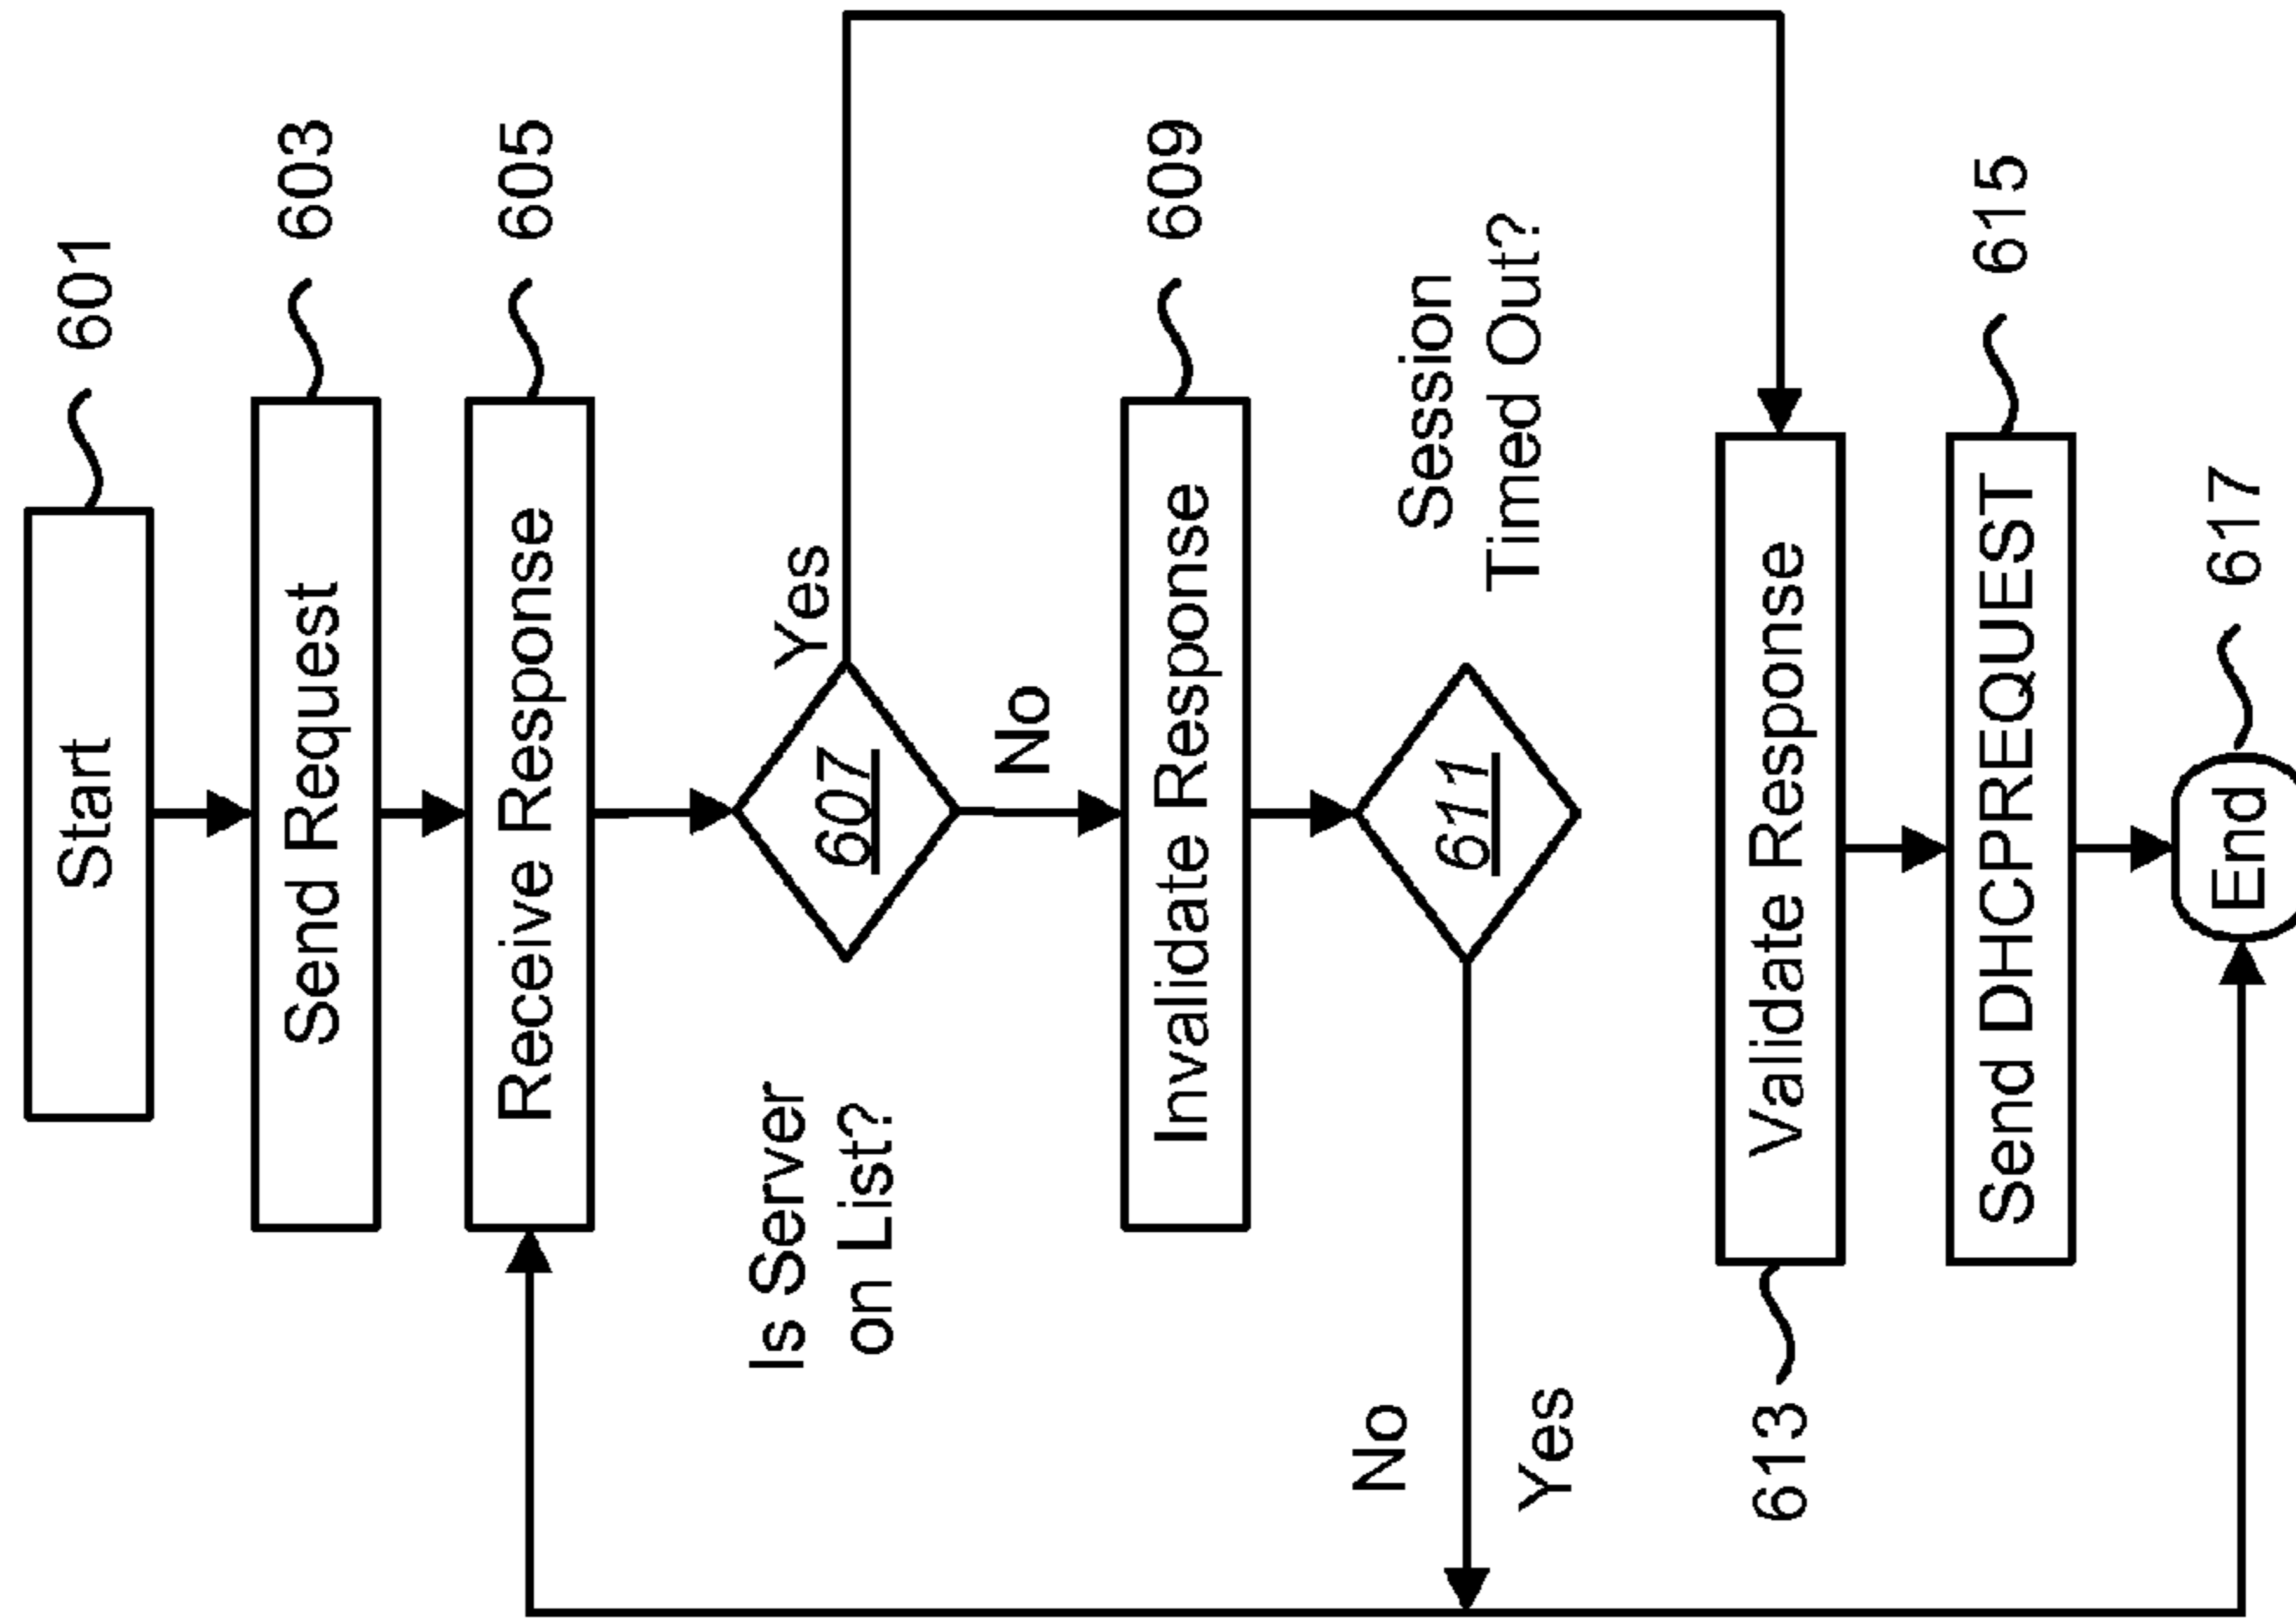 Start
601
Send Request
603
Receive Response
605
Is Server
on List?
607
Yes
No
Invalidate Response
609
Session
Timed Out?
611
No
Yes
613
Validate Response
Send DHCPREQUEST
615
End
617